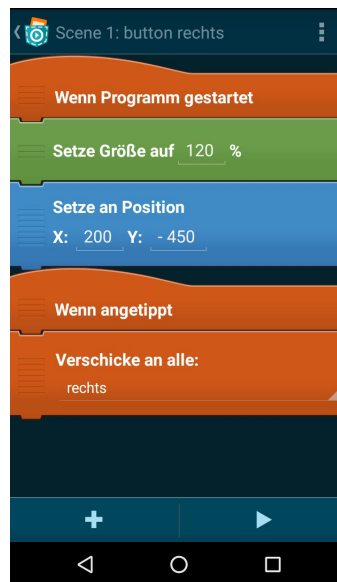 Scene 1: button rechts
Wenn Programm gestartet
Setze Größe auf 120 %
Setze an Position
X: 200 Y: - 450
Wenn angetippt
Verschicke an alle:
rechts